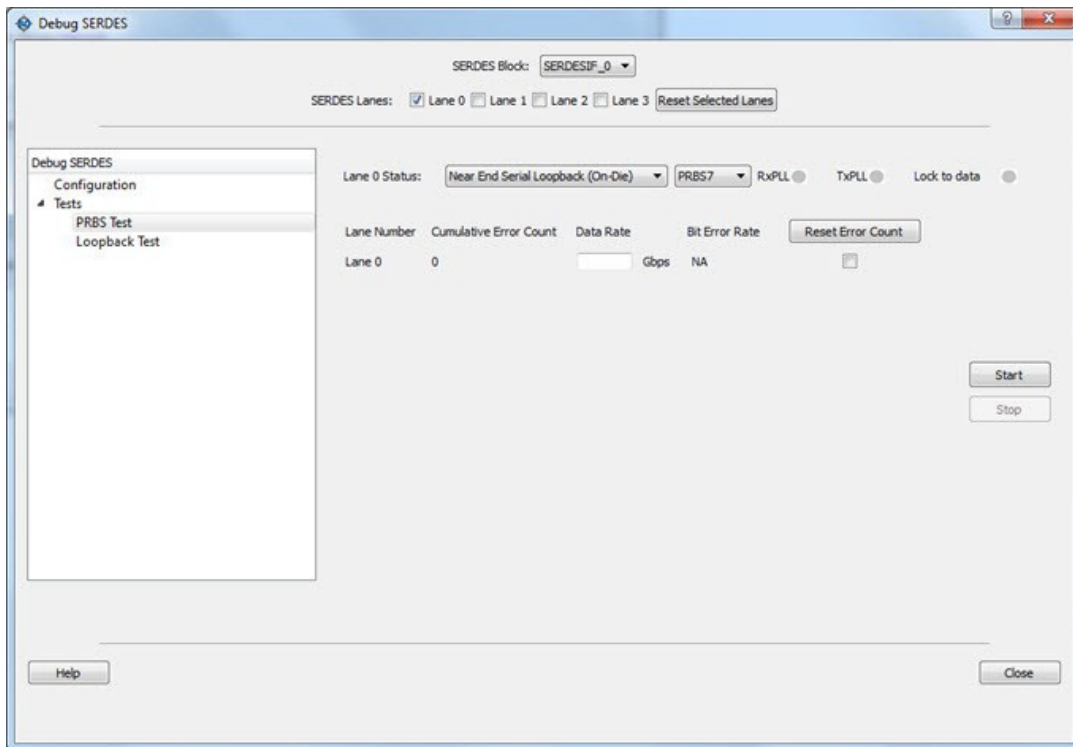 Debug SERDES
SERDES Block: SERDESIF_0
SERDES Lanes: Lane 0 Lane 1 Lane 2 Lane 3 Reset Selected Lanes
Debug SERDES
Configuration
Tests
PRBS Test
Loopback Test
Lane 0 Status: Near End Serial Loopback (On-Die) PRBS7 RxPLL TxPLL Lock to data
Lane Number Cumulative Error Count Data Rate Bit Error Rate Reset Error Count
Lane 0 0 Gbps NA
Start
Stop
Help Close